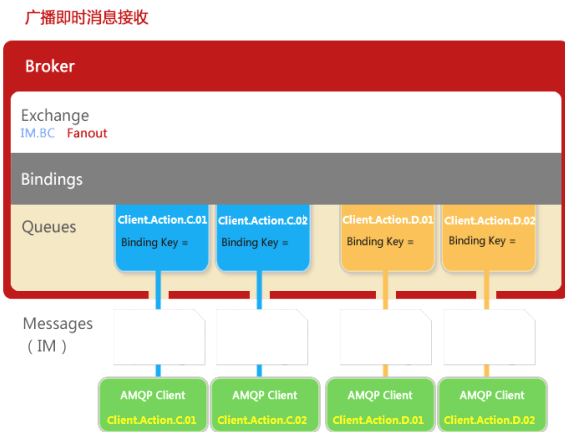 广播即时消息接收
Broker
Exchange
IM.BC Fanout
Bindings
Queues
Client.Action.C.01
Binding Key =
Client.Action.C.02
Binding Key =
Client.Action.D.01
Binding Key =
Client.Action.D.02
Binding Key =
Messages
（ IM ）
AMQP Client
Client.Action.C.01
AMQP Client
Client.Action.C.02
AMQP Client
Client.Action.D.01
AMQP Client
Client.Action.D.02